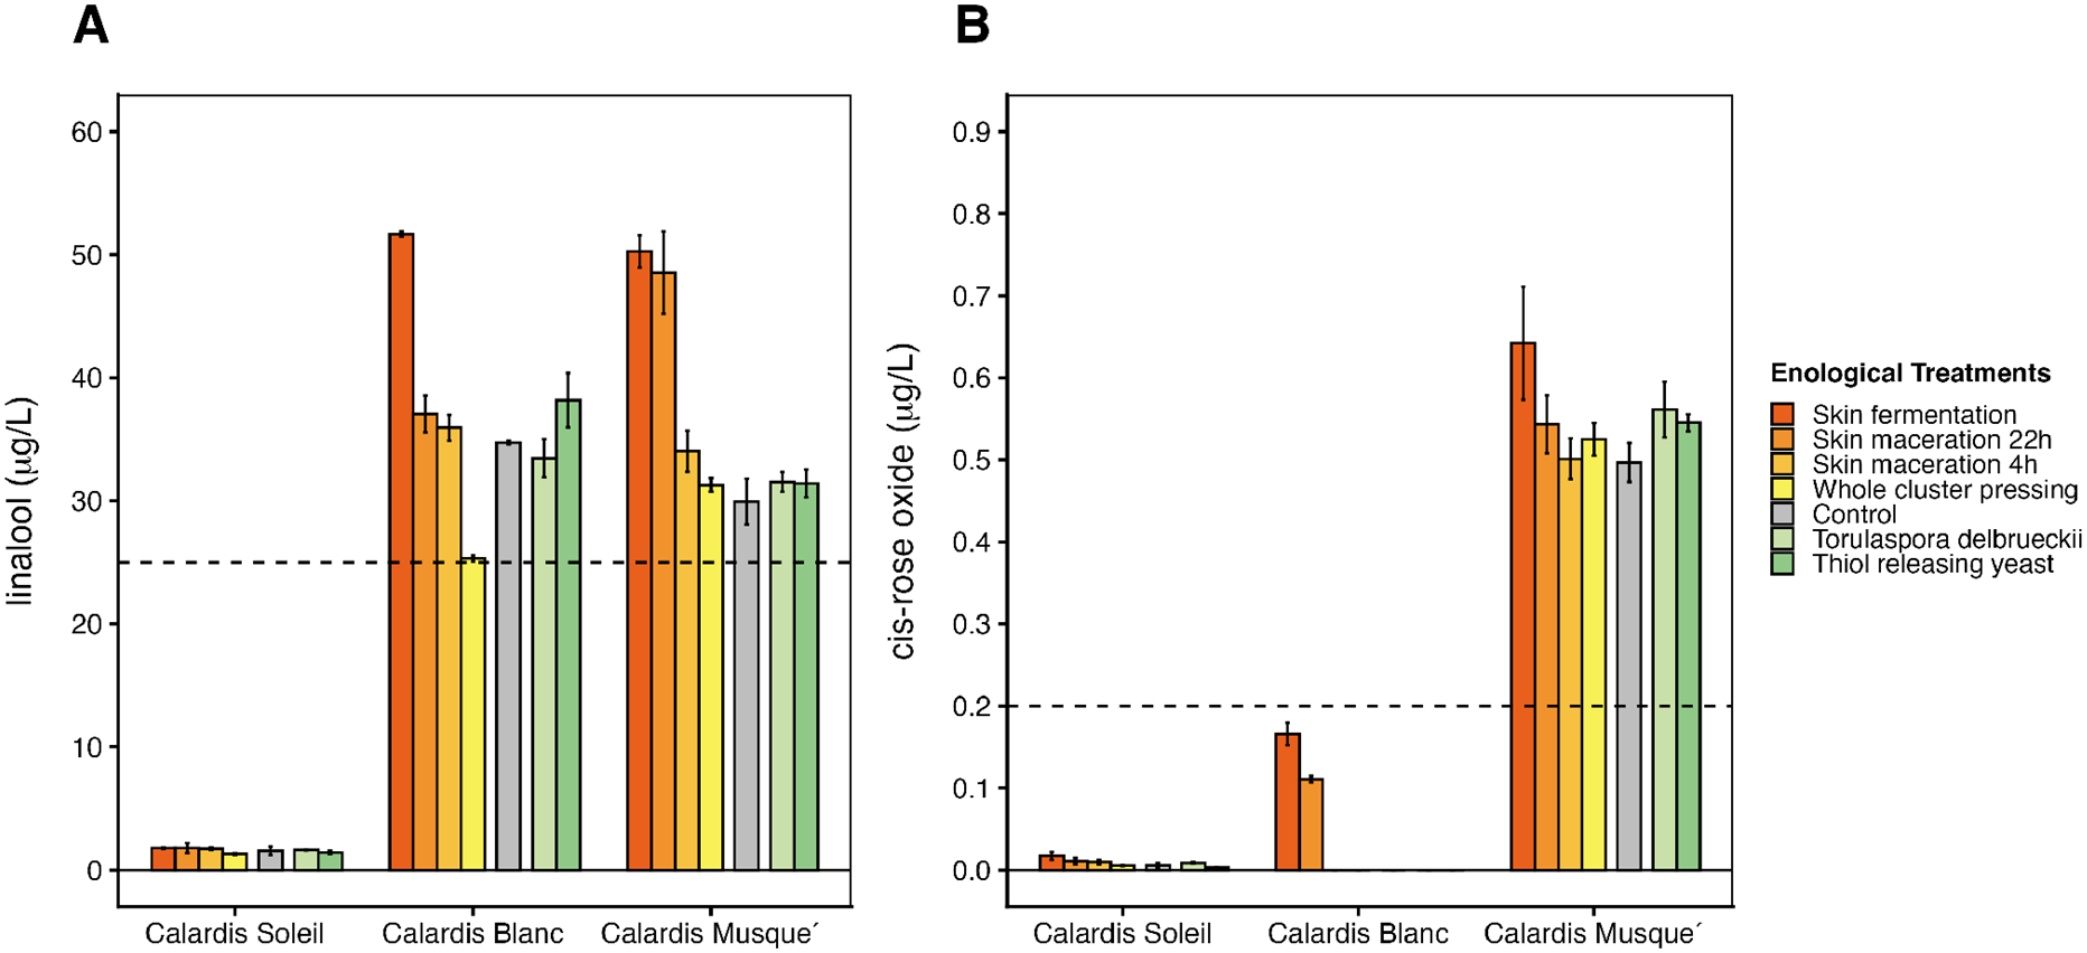 A
linalool (µg/L)
60
50
40
30
20
10
0
Calardis Soleil
Calardis Blanc
Calardis Musque´
B
cis-rose oxide (µg/L)
0.9
0.8
0.7
0.6
0.5
0.4
0.3
0.2
0.1
0.0
Calardis Soleil
Calardis Blanc
Calardis Musque´
Enological Treatments
Skin fermentation
Skin maceration 22h
Skin maceration 4h
Whole cluster pressing
Control
Torulaspora delbrueckii
Thiol releasing yeast